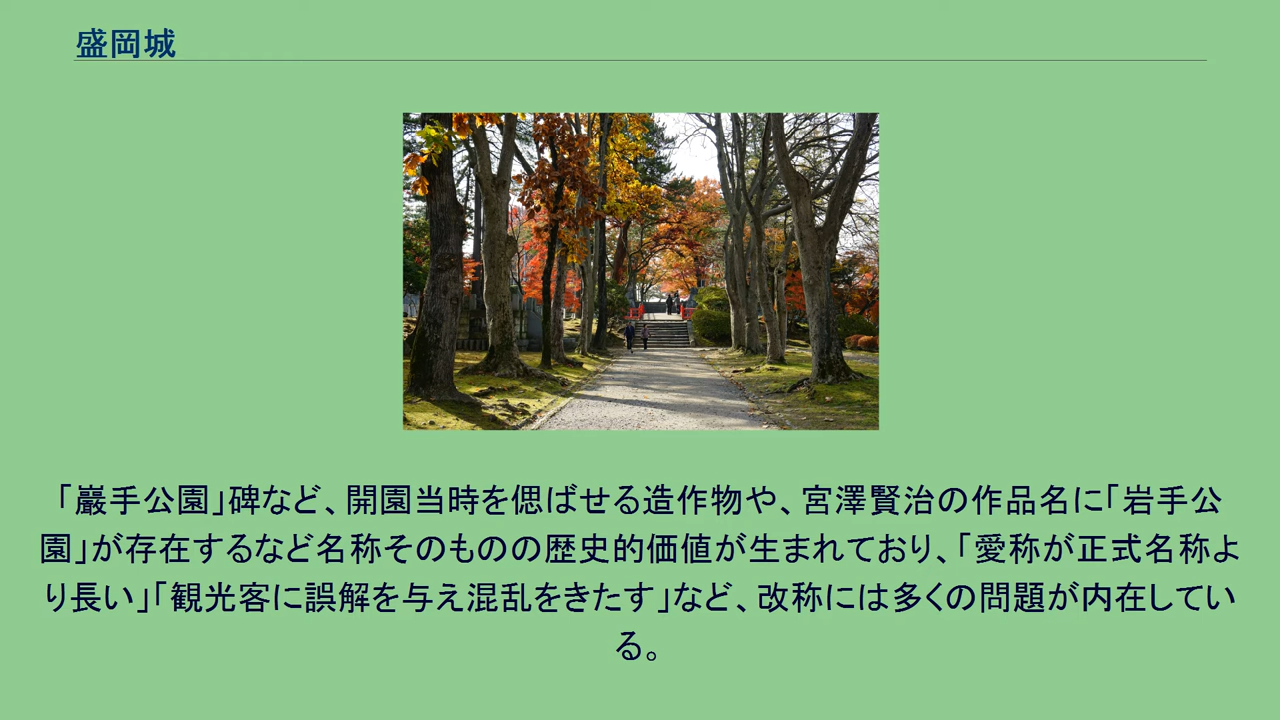 盛岡城
「巖手公園」碑など、開園当時を偲ばせる造作物や、宮澤賢治の作品名に「岩手公
園」が存在するなど名称そのものの歴史的価値が生まれており、「愛称が正式名称よ
り長い」「観光客に誤解を与え混乱をきたす」など、改称には多くの問題が内在してい
る。